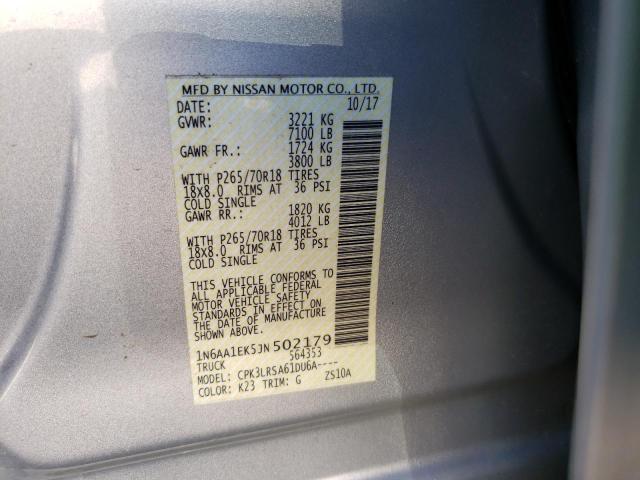 MFD BY NISSAN MOTOR CO., LTD.
DATE: 10/17
GVWR: 3221 KG
7100 LB
GAWR FR.: 1724 KG
3800 LB
WITH P265/70R18 TIRES
18X8.0 RIMS AT 36 PSI
COLD SINGLE
GAWR RR.: 1820 KG
4012 LB
WITH P265/70R18 TIRES
18X8.0 RIMS AT 36 PSI
COLD SINGLE
THIS VEHICLE CONFORMS TO
ALL APPLICABLE FEDERAL
MOTOR VEHICLE SAFETY
STANDARDS IN EFFECT ON
THE DATE OF MANUFACTURE
SHOWN ABOVE.
1N6AA1EK5JN502179
TRUCK 564353
MODEL: CPK3LRSA61DU6A----
COLOR: K23 TRIM: G ZS10A